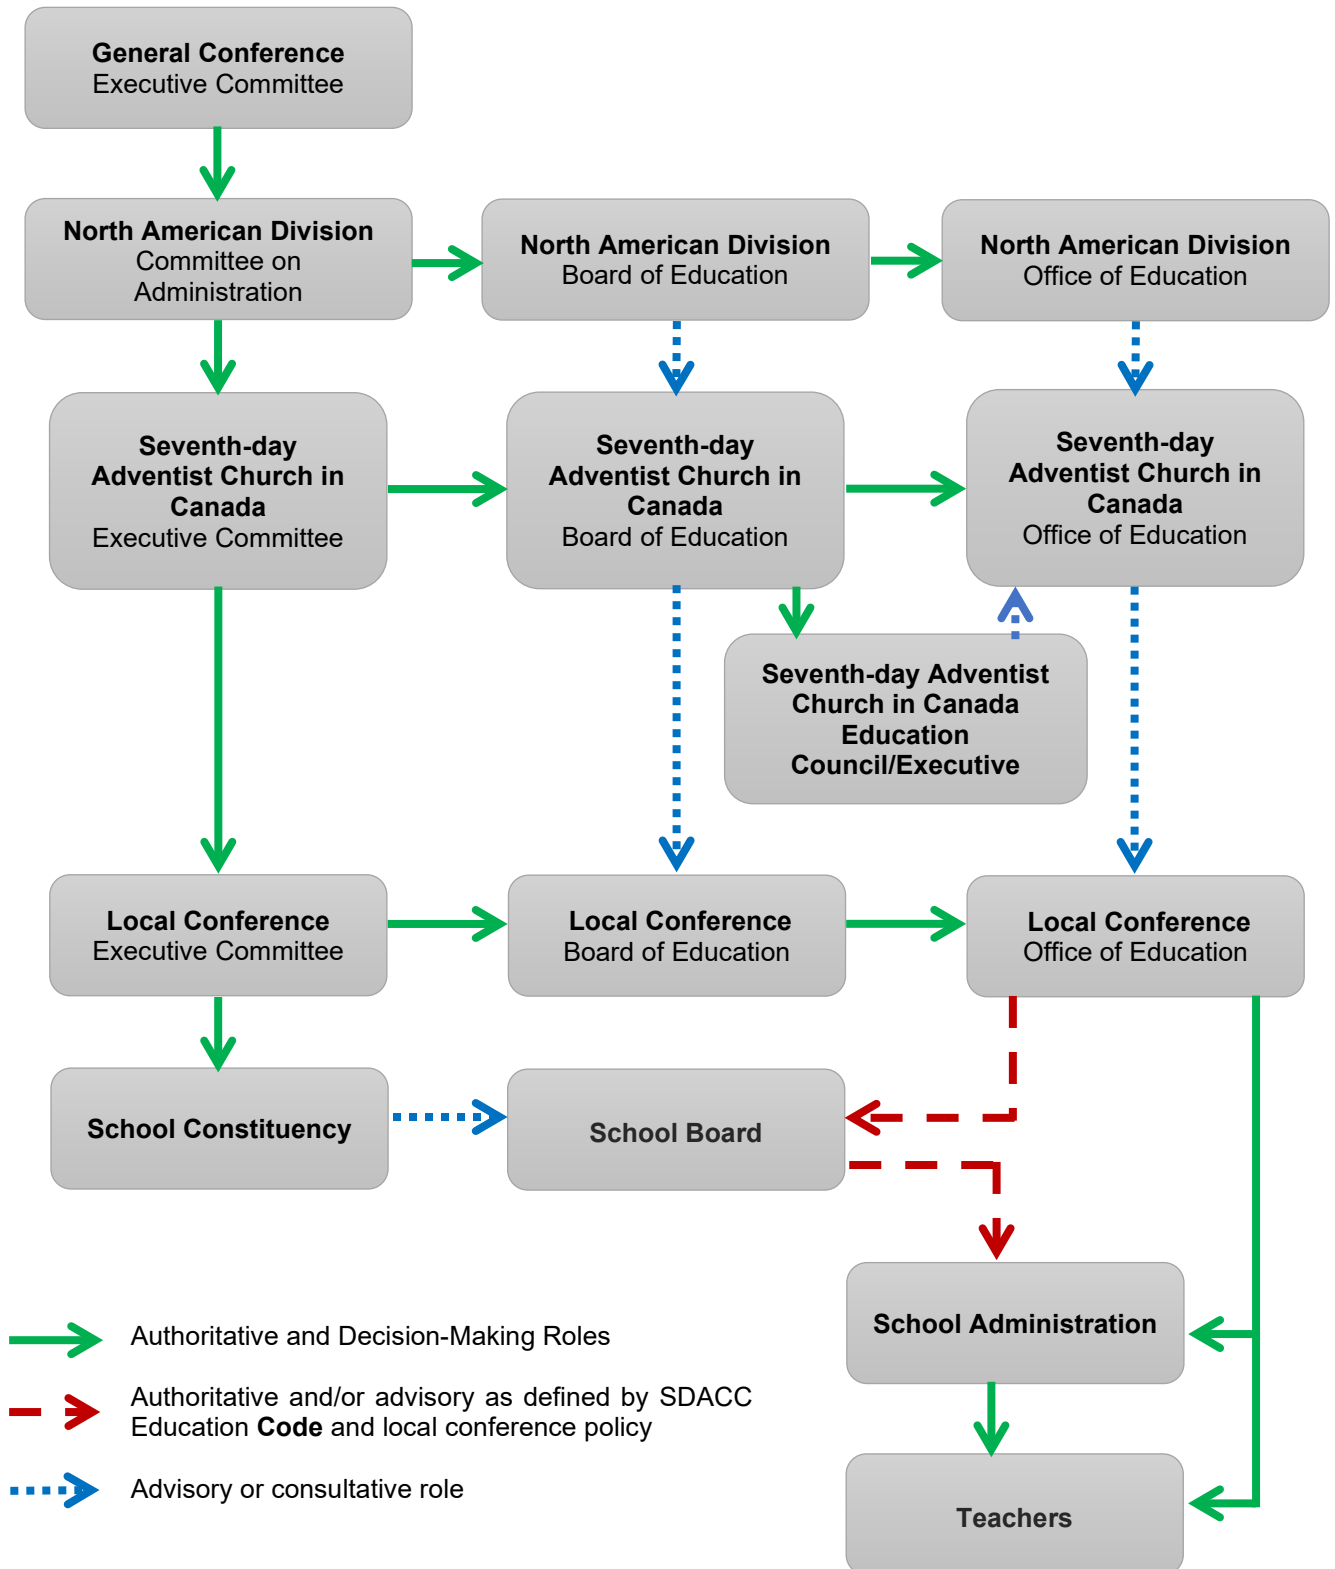 General Conference
Executive Committee
North American Division
Committee on
Administration
North American Division
Board of Education
North American Division
Office of Education
Seventh-day
Adventist Church in
Canada
Executive Committee
Seventh-day
Adventist Church in
Canada
Board of Education
Seventh-day
Adventist Church in
Canada
Office of Education
Seventh-day Adventist
Church in Canada
Education
Council/Executive
Local Conference
Executive Committee
Local Conference
Board of Education
Local Conference
Office of Education
School Constituency
School Board
School Administration
Teachers
Authoritative and Decision-Making Roles
Authoritative and/or advisory as defined by SDACC
Education Code and local conference policy
Advisory or consultative role